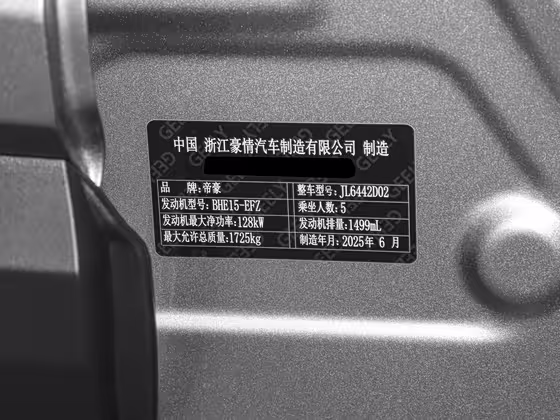 中国 浙江豪情汽车制造有限公司 制造
品 牌:帝豪 整车型号:JL6442D02
发动机型号:BHE15-EFZ 乘坐人数:5
发动机最大净功率:128kW 发动机排量:1499mL
最大允许总质量:1725kg 制造年月:2025年 6 月